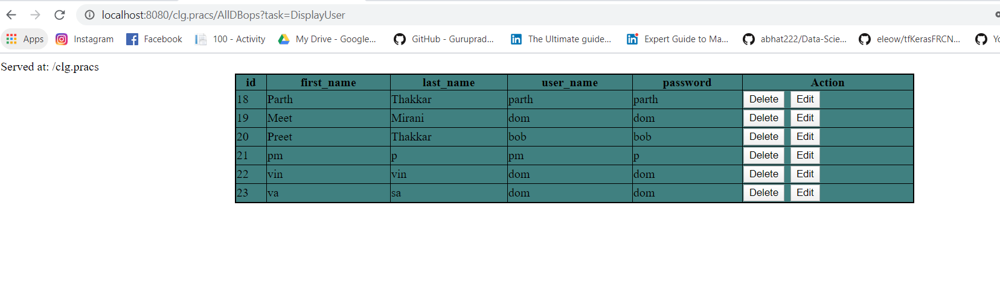 localhost:8080/clg.pracs/AllDBops?task=DisplayUser
Apps Instagram Facebook 100 - Activity My Drive - Google... GitHub - Guruprad... The Ultimate guide... Expert Guide to Ma... abhat222/Data-Scie... eleow/tfKerasFRCN...
Served at: /clg.pracs
id first_name last_name user_name password Action
18 Parth Thakkar parth parth Delete Edit
19 Meet Mirani dom dom Delete Edit
20 Preet Thakkar bob bob Delete Edit
21 pm p pm p Delete Edit
22 vin vin dom dom Delete Edit
23 va sa dom dom Delete Edit